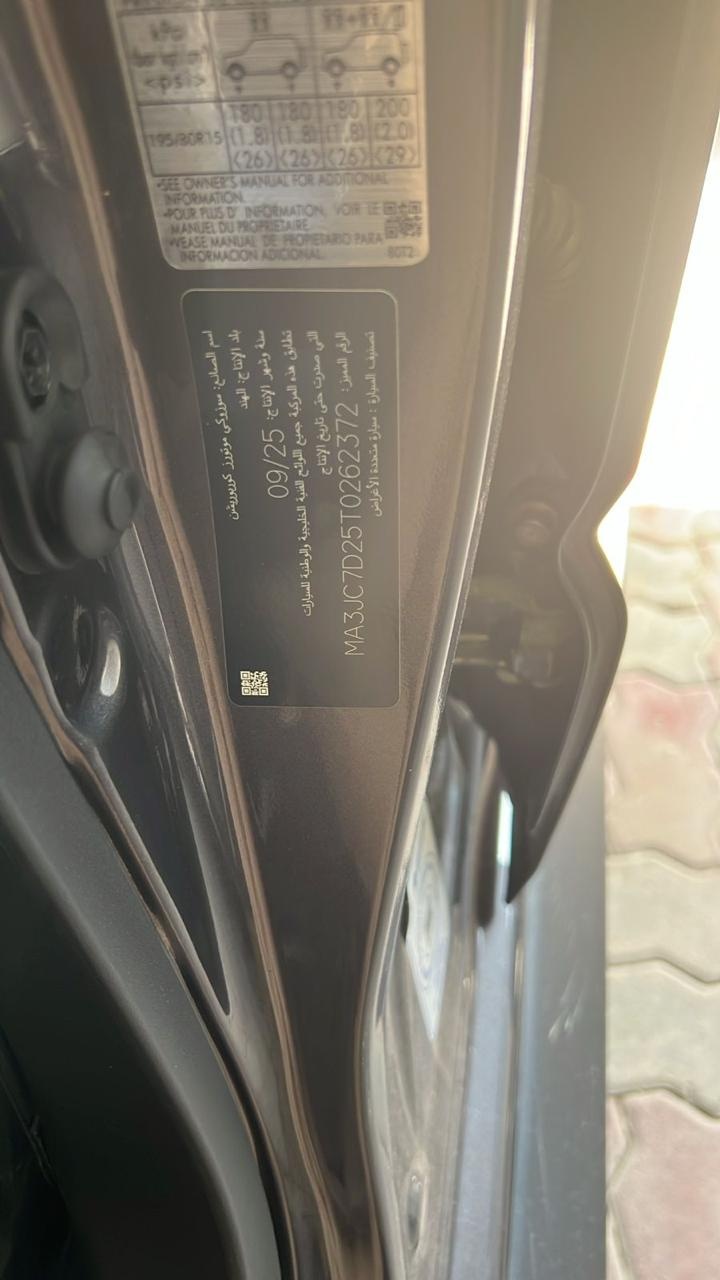 kPa
bar (kgf/cm²)
<psi>
195/80R15
180 180 180 200
(1.8) (1.8) (1.8) (2.0)
<26> <26> <26> <29>
•SEE OWNER'S MANUAL FOR ADDITIONAL
INFORMATION.
•POUR PLUS D' INFORMATION, VOIR LE
MANUEL DU PROPRIETAIRE.
•VEASE MANUAL DE PROPIETARIO PARA
INFORMACION ADICIONAL.
80T2
اسم الصانع: سوزوكي موتورز كوربوريشن
بلد الإنتاج: الهند
سنة وشهر الإنتاج: 09/25
تطابق هذه المركبة جميع اللوائح الفنية الخليجية والوطنية للسيارات
التي صدرت حتى تاريخ الإنتاج
الرقم المميز: MA3JC7D25T0262372
تصنيف السيارة : سيارة متعددة الأغراض